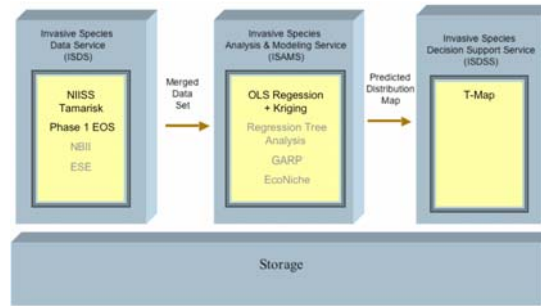 Invasive Species
Data Service
(ISDS)
NIISS
Tamarisk
Phase 1 EOS
NBII
ESE
Merged
Data
Set
Invasive Species
Analysis & Modeling Service
(ISAMS)
OLS Regression
+ Kriging
Regression Tree
Analysis
GARP
EcoNiche
Predicted
Distribution
Map
Invasive Species
Decision Support Service
(ISDSS)
T-Map
Storage